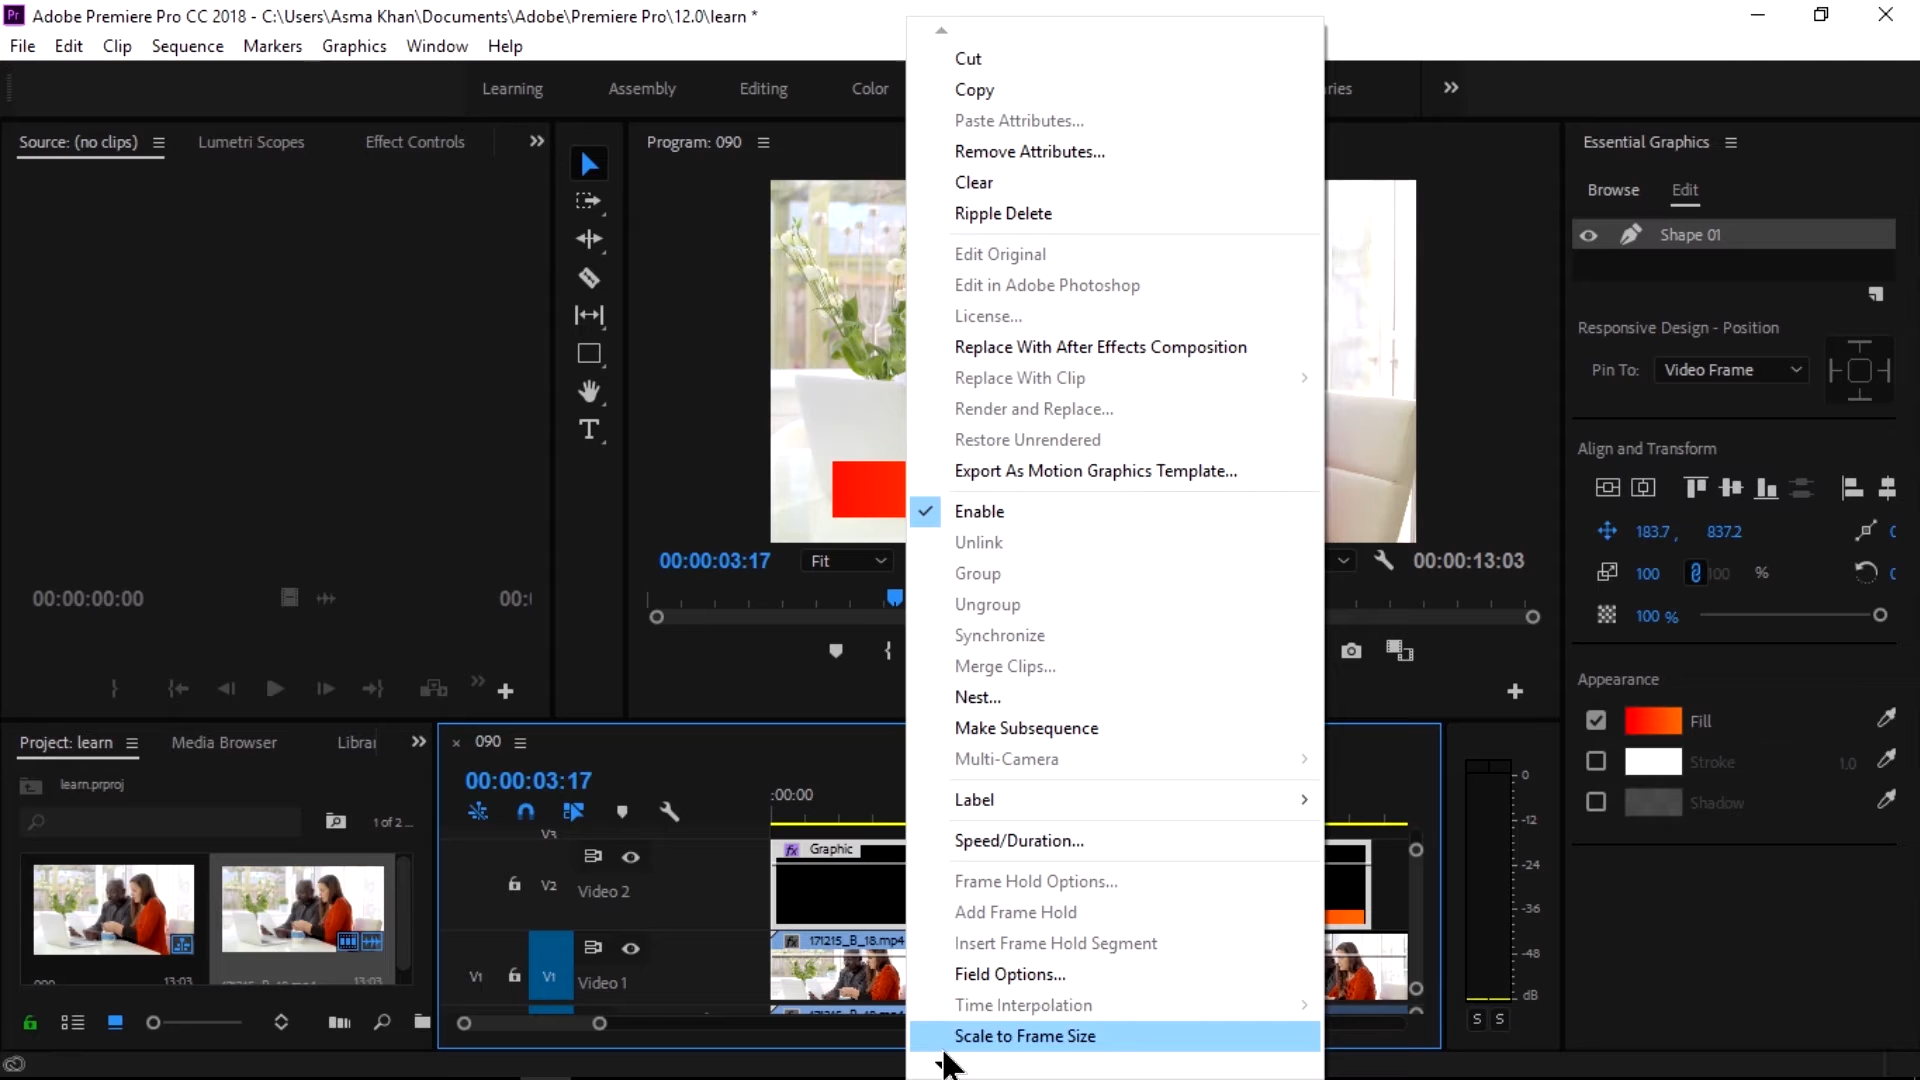 Adobe Premiere Pro CC 2018 - C:\Users\Asma Khan\Documents\Adobe\Premiere Pro\12.0\learn *
File Edit Clip Sequence Markers Graphics Window Help
Learning Assembly Editing Color ries
Source: (no clips) Lumetri Scopes Effect Controls
Program: 090
00:00:00:00 00:
00:00:03:17 Fit 00:00:13:03
Cut
Copy
Paste Attributes...
Remove Attributes...
Clear
Ripple Delete
Edit Original
Edit in Adobe Photoshop
License...
Replace With After Effects Composition
Replace With Clip
Render and Replace...
Restore Unrendered
Export As Motion Graphics Template...
Enable
Unlink
Group
Ungroup
Synchronize
Merge Clips...
Nest...
Make Subsequence
Multi-Camera
Label
Speed/Duration...
Frame Hold Options...
Add Frame Hold
Insert Frame Hold Segment
Field Options...
Time Interpolation
Scale to Frame Size
Essential Graphics
Browse Edit
Shape 01
Responsive Design - Position
Pin To: Video Frame
Align and Transform
183.7 , 837.2 0
100 100 % 0
100 %
Appearance
Fill
Stroke 1.0
Shadow
Project: learn Media Browser Librar
learn.prproj
1 of 2 ...
090 13:03 171215_B_18.mp4 13:03
090
00:00:03:17
:00:00
V3
Graphic
V2 Video 2
171215_B_18.mp4
V1 V1 Video 1
0
-12
-24
-36
-48
dB
S S